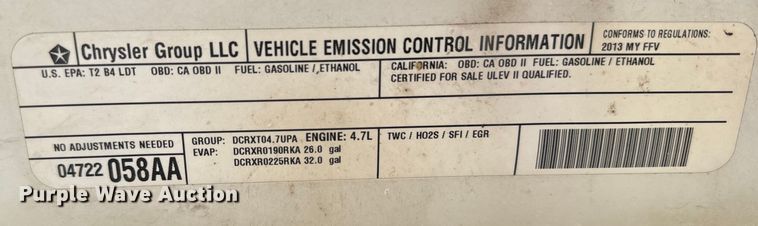 Chrysler Group LLC
VEHICLE EMISSION CONTROL INFORMATION
CONFORMS TO REGULATIONS:
2013 MY FFV
U.S. EPA: T2 B4 LDT OBD: CA OBD II FUEL: GASOLINE / ETHANOL
CALIFORNIA: OBD: CA OBD II FUEL: GASOLINE / ETHANOL
CERTIFIED FOR SALE ULEV II QUALIFIED.
NO ADJUSTMENTS NEEDED
04722 058AA
GROUP: DCRXT04.7UPA ENGINE: 4.7L
EVAP: DCRXR0190RKA 26.0 gal
DCRXR0225RKA 32.0 gal
TWC / HO2S / SFI / EGR
Purple Wave Auction